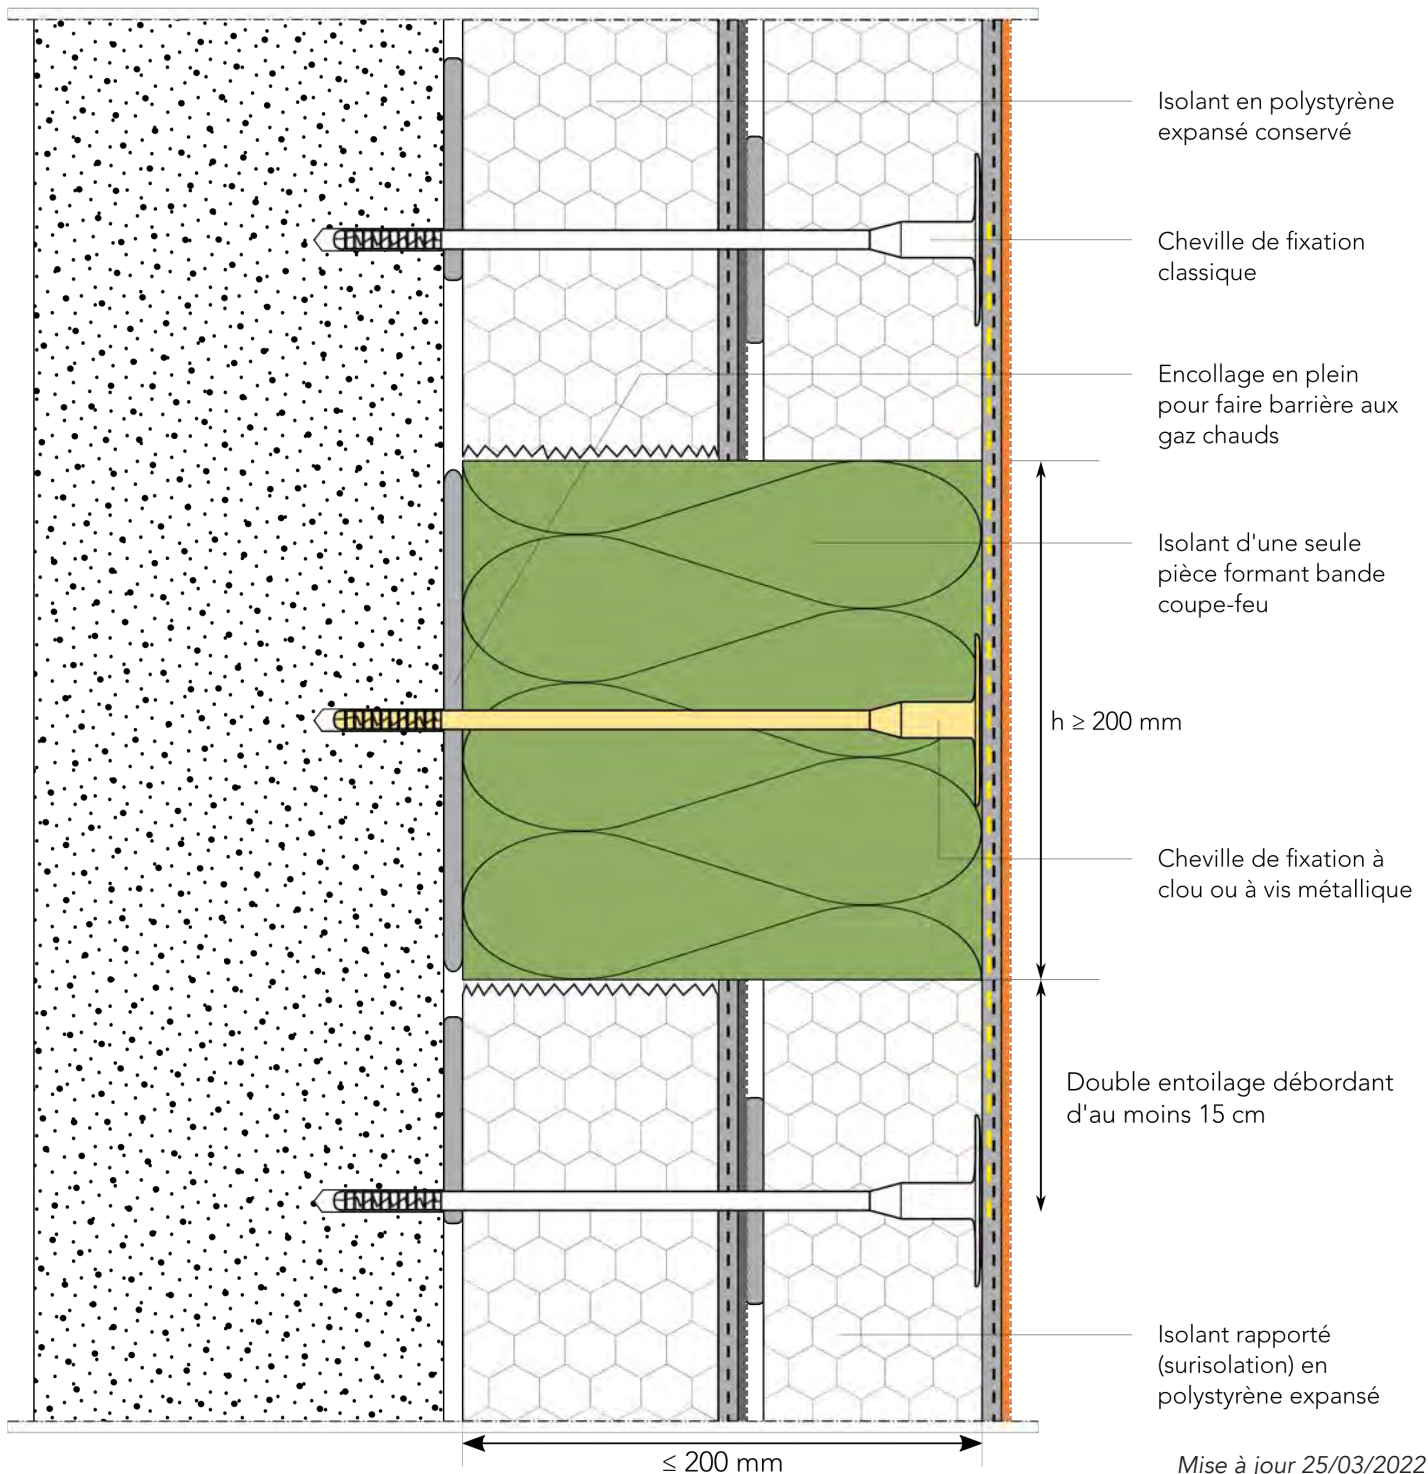 Isolant en polystyrène
expansé conservé
Cheville de fixation
classique
Encollage en plein
pour faire barrière aux
gaz chauds
Isolant d'une seule
pièce formant bande
coupe-feu
h ≥ 200 mm
Cheville de fixation à
clou ou à vis métallique
Double entoilage débordant
d'au moins 15 cm
Isolant rapporté
(surisolation) en
polystyrène expansé
≤ 200 mm
Mise à jour 25/03/2022